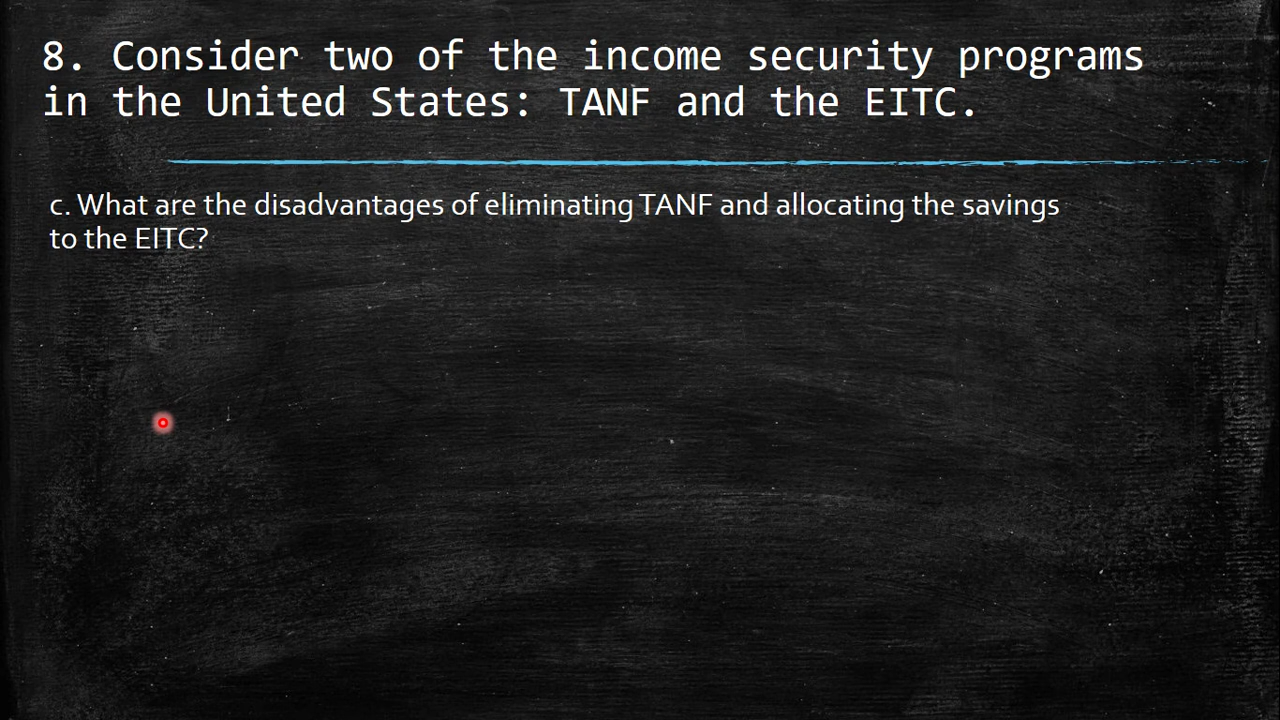 8. Consider two of the income security programs
in the United States: TANF and the EITC.
c. What are the disadvantages of eliminating TANF and allocating the savings
to the EITC?